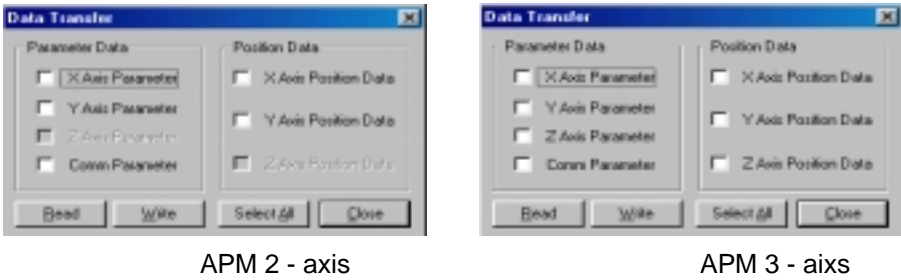 Data Transfer
Parameter Data
X Axis Parameter
Y Axis Parameter
Z Axis Parameter
Comm Parameter
Position Data
X Axis Position Data
Y Axis Position Data
Z Axis Position Data
Read Write Select All Close
APM 2 - axis
Data Transfer
Parameter Data
X Axis Parameter
Y Axis Parameter
Z Axis Parameter
Comm Parameter
Position Data
X Axis Position Data
Y Axis Position Data
Z Axis Position Data
Read Write Select All Close
APM 3 - aixs